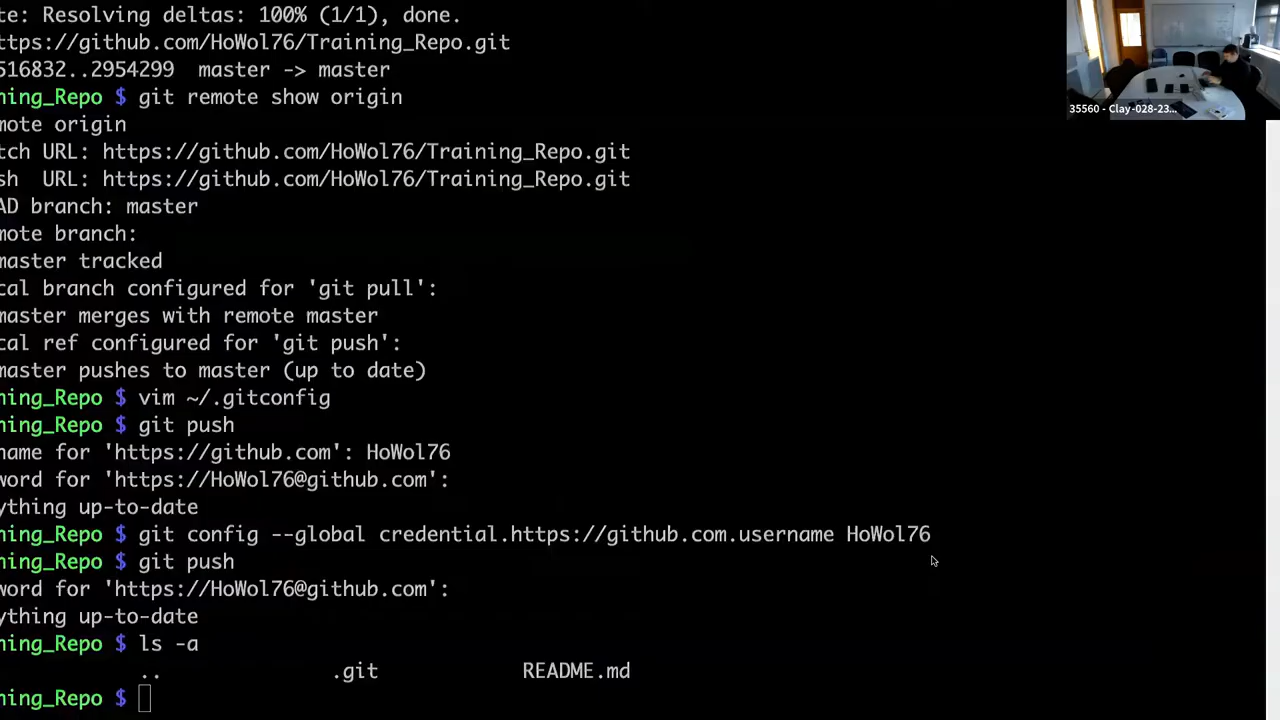 te: Resolving deltas: 100% (1/1), done.
ttps://github.com/HoWol76/Training_Repo.git
516832..2954299  master -> master
ning_Repo $ git remote show origin
mote origin
tch URL: https://github.com/HoWol76/Training_Repo.git
sh  URL: https://github.com/HoWol76/Training_Repo.git
AD branch: master
mote branch:
master tracked
cal branch configured for 'git pull':
master merges with remote master
cal ref configured for 'git push':
master pushes to master (up to date)
ning_Repo $ vim ~/.gitconfig
ning_Repo $ git push
name for 'https://github.com': HoWol76
word for 'https://HoWol76@github.com':
ything up-to-date
ning_Repo $ git config --global credential.https://github.com.username HoWol76
ning_Repo $ git push
word for 'https://HoWol76@github.com':
ything up-to-date
ning_Repo $ ls -a
..  .git  README.md
ning_Repo $
35560 - Clay-028-23...